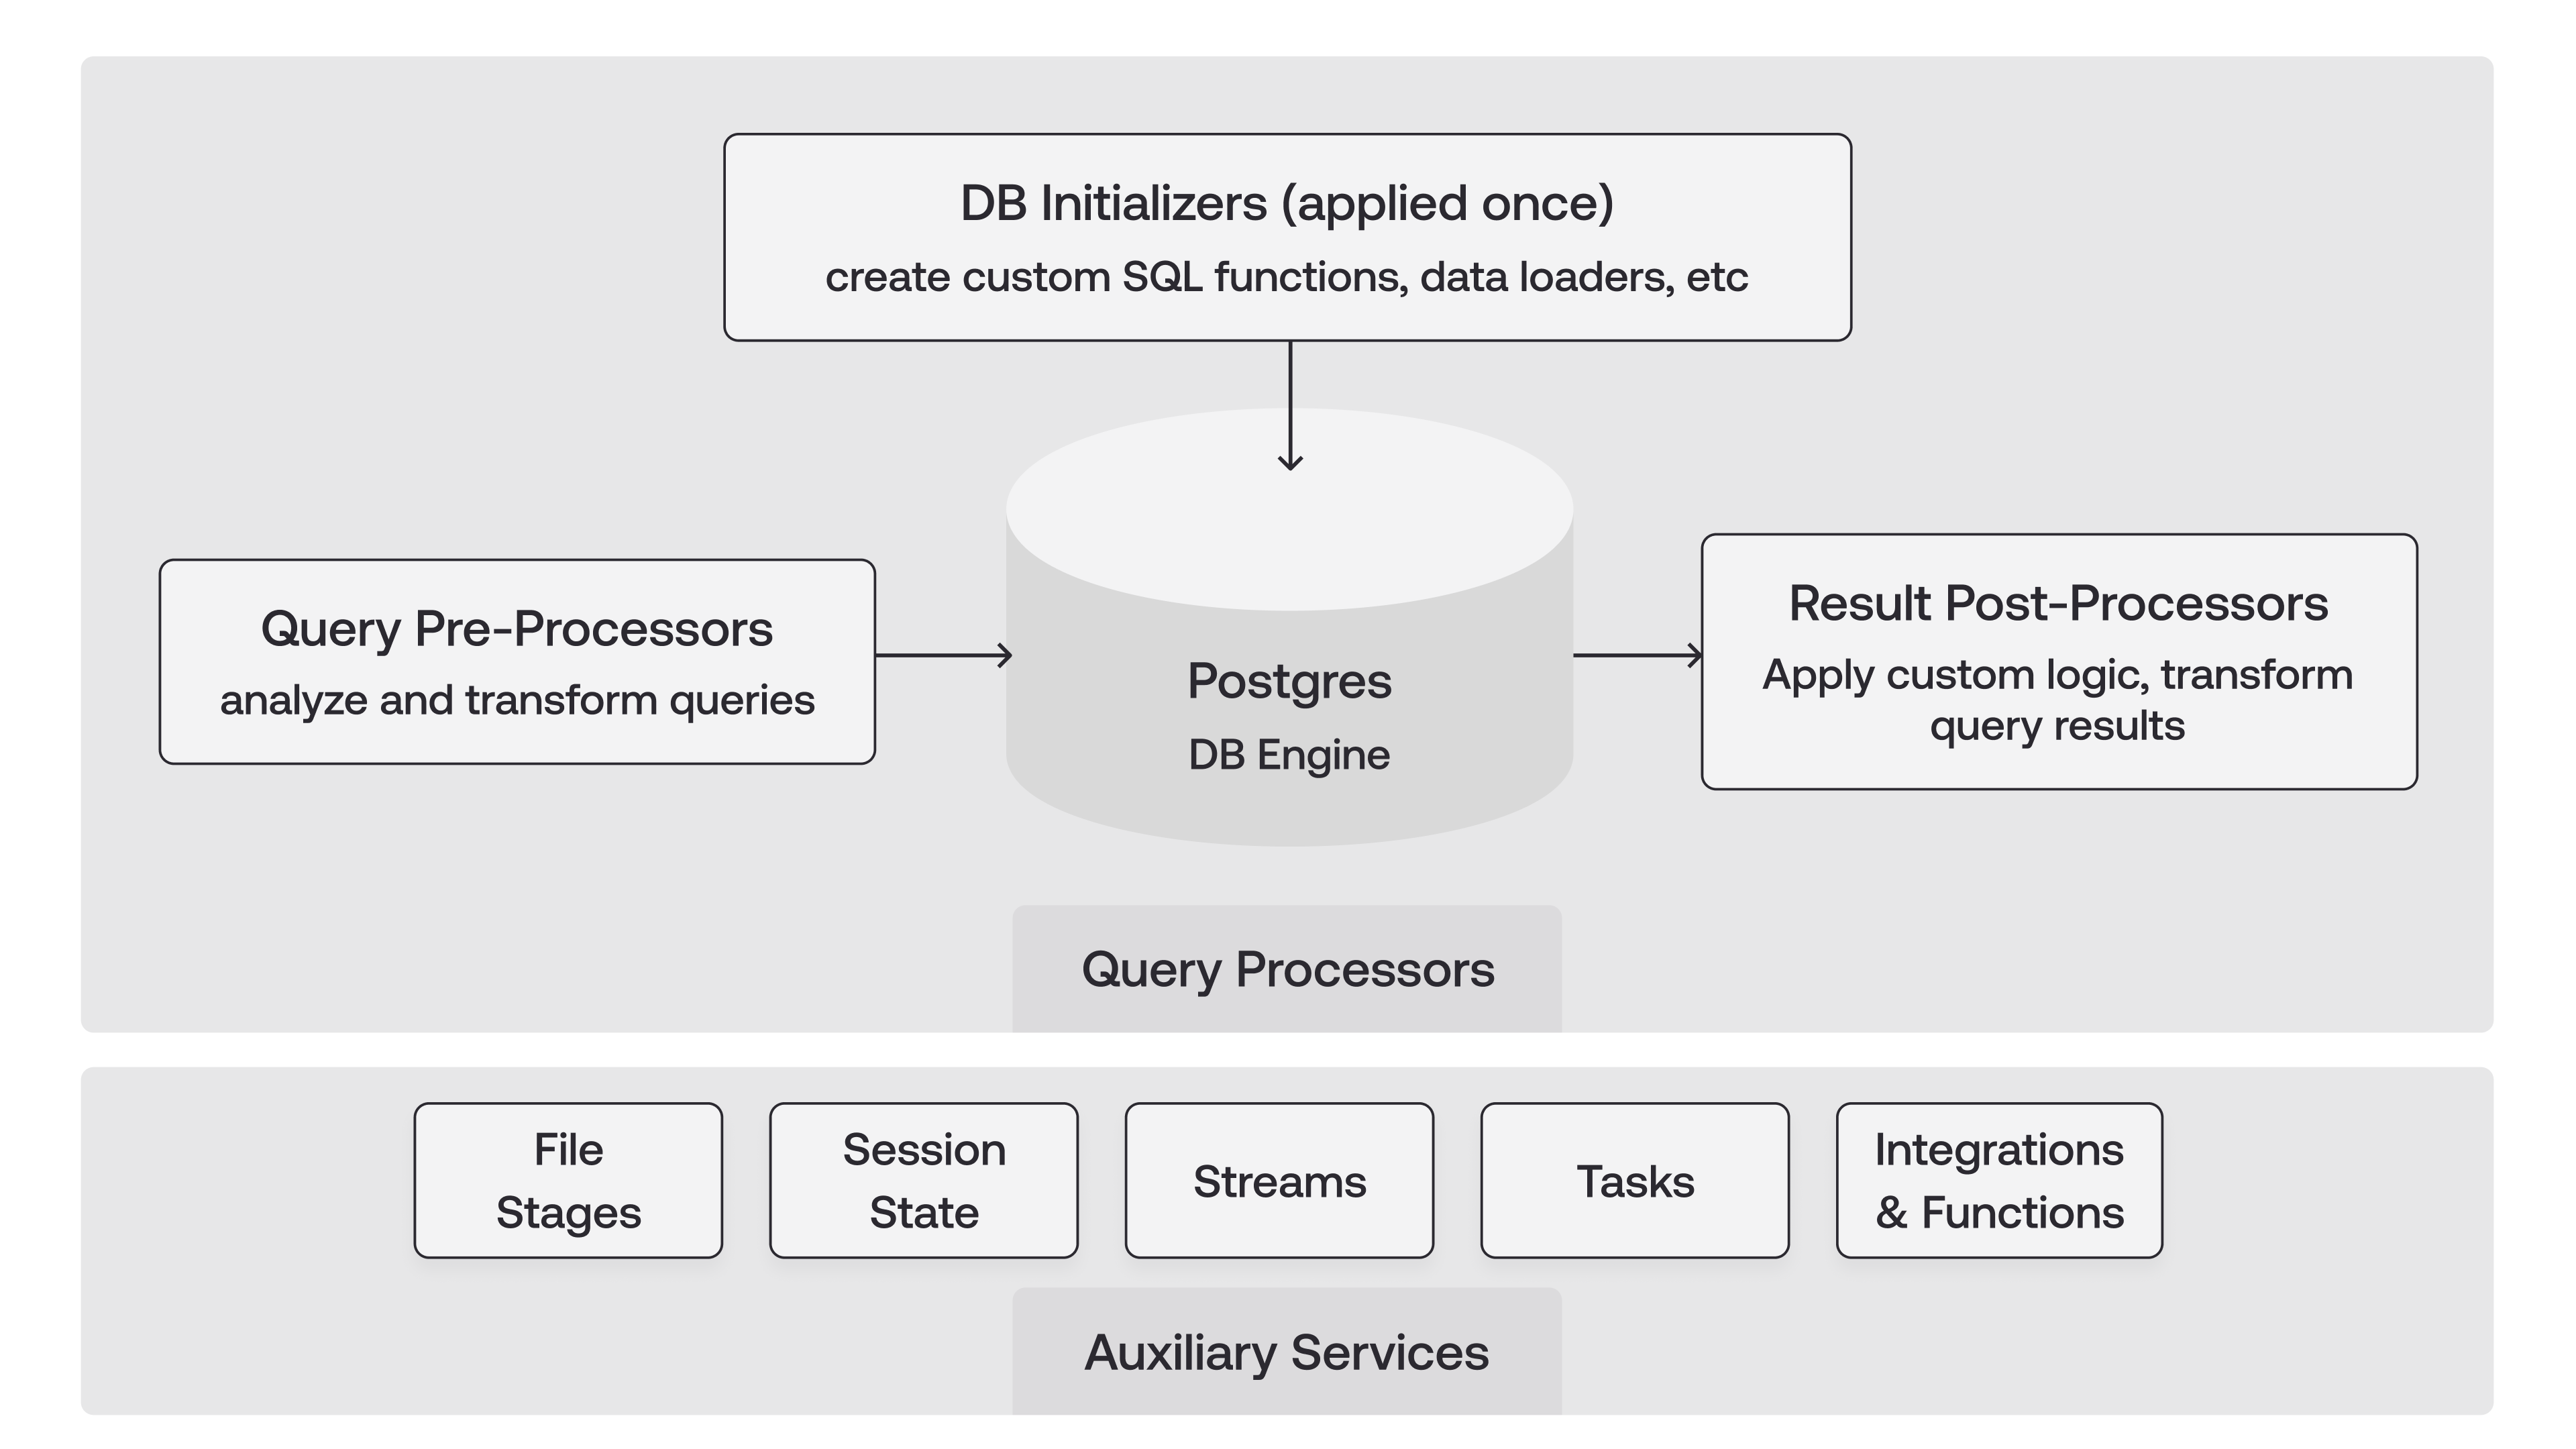 DB Initializers (applied once)
create custom SQL functions, data loaders, etc
Query Pre-Processors
analyze and transform queries
Postgres
DB Engine
Result Post-Processors
Apply custom logic, transform
query results
Query Processors
File
Stages
Session
State
Streams
Tasks
Integrations
& Functions
Auxiliary Services